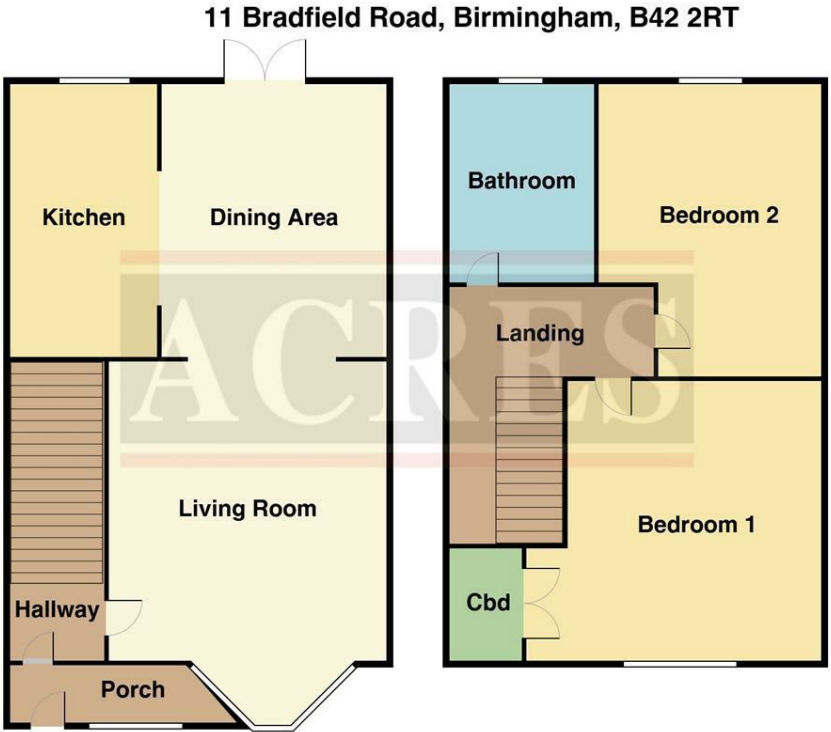 11 Bradfield Road, Birmingham, B42 2RT
Kitchen
Dining Area
Living Room
Hallway
Porch
Bathroom
Bedroom 2
Landing
Bedroom 1
Cbd
ACRES